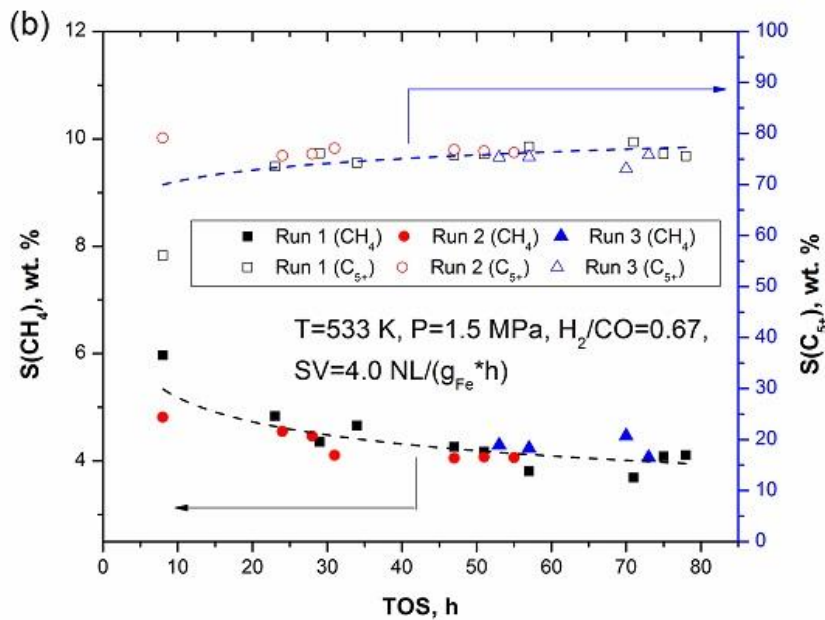 (b)
12
10
8
6
4
S(CH₄), wt. %
100
90
80
70
60
50
40
30
20
10
0
S(C₅₊), wt. %
Run 1 (CH₄) Run 2 (CH₄) Run 3 (CH₄)
Run 1 (C₅₊) Run 2 (C₅₊) Run 3 (C₅₊)
T=533 K, P=1.5 MPa, H₂/CO=0.67,
SV=4.0 NL/(g_Fe*h)
0 10 20 30 40 50 60 70 80
TOS, h